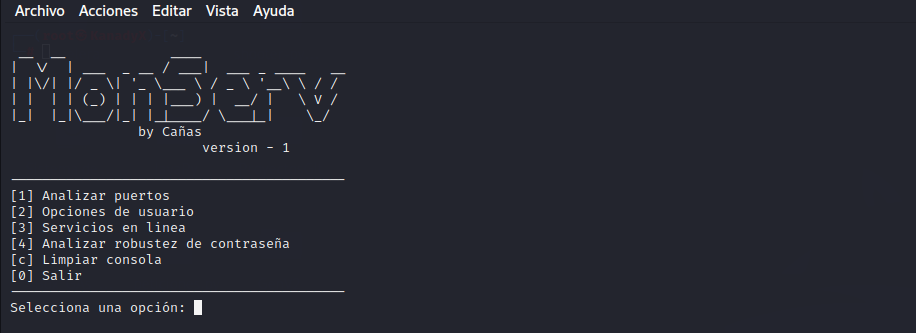 Archivo Acciones Editar Vista Ayuda
MonServ
by Cañas
version - 1
[1] Analizar puertos
[2] Opciones de usuario
[3] Servicios en linea
[4] Analizar robustez de contraseña
[c] Limpiar consola
[0] Salir
Selecciona una opción: